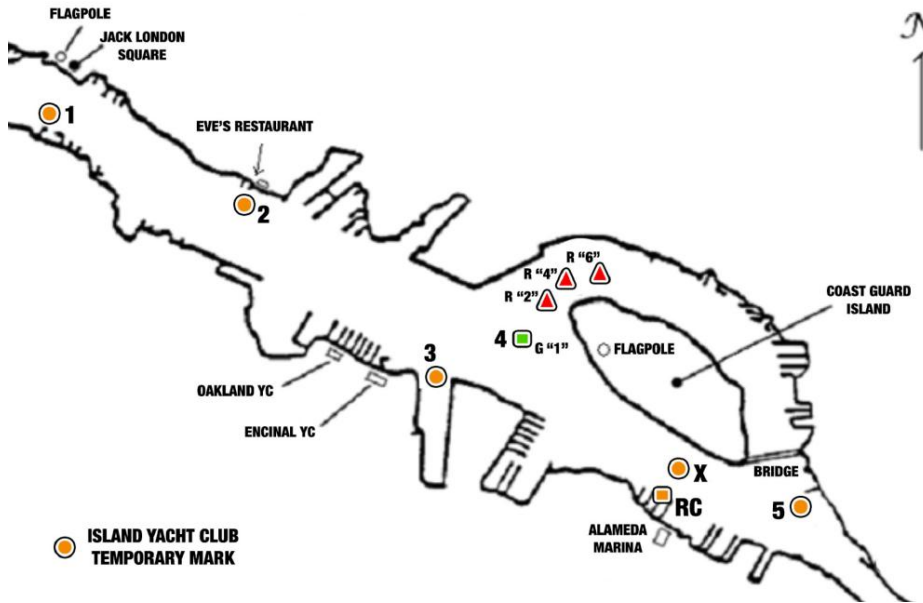 FLAGPOLE
JACK LONDON
SQUARE
N
1
EVE'S RESTAURANT
2
R "6"
R "4"
R "2"
COAST GUARD
ISLAND
4
G "1"
FLAGPOLE
3
OAKLAND YC
ENCINAL YC
X
BRIDGE
RC
5
ALAMEDA
MARINA
ISLAND YACHT CLUB
TEMPORARY MARK